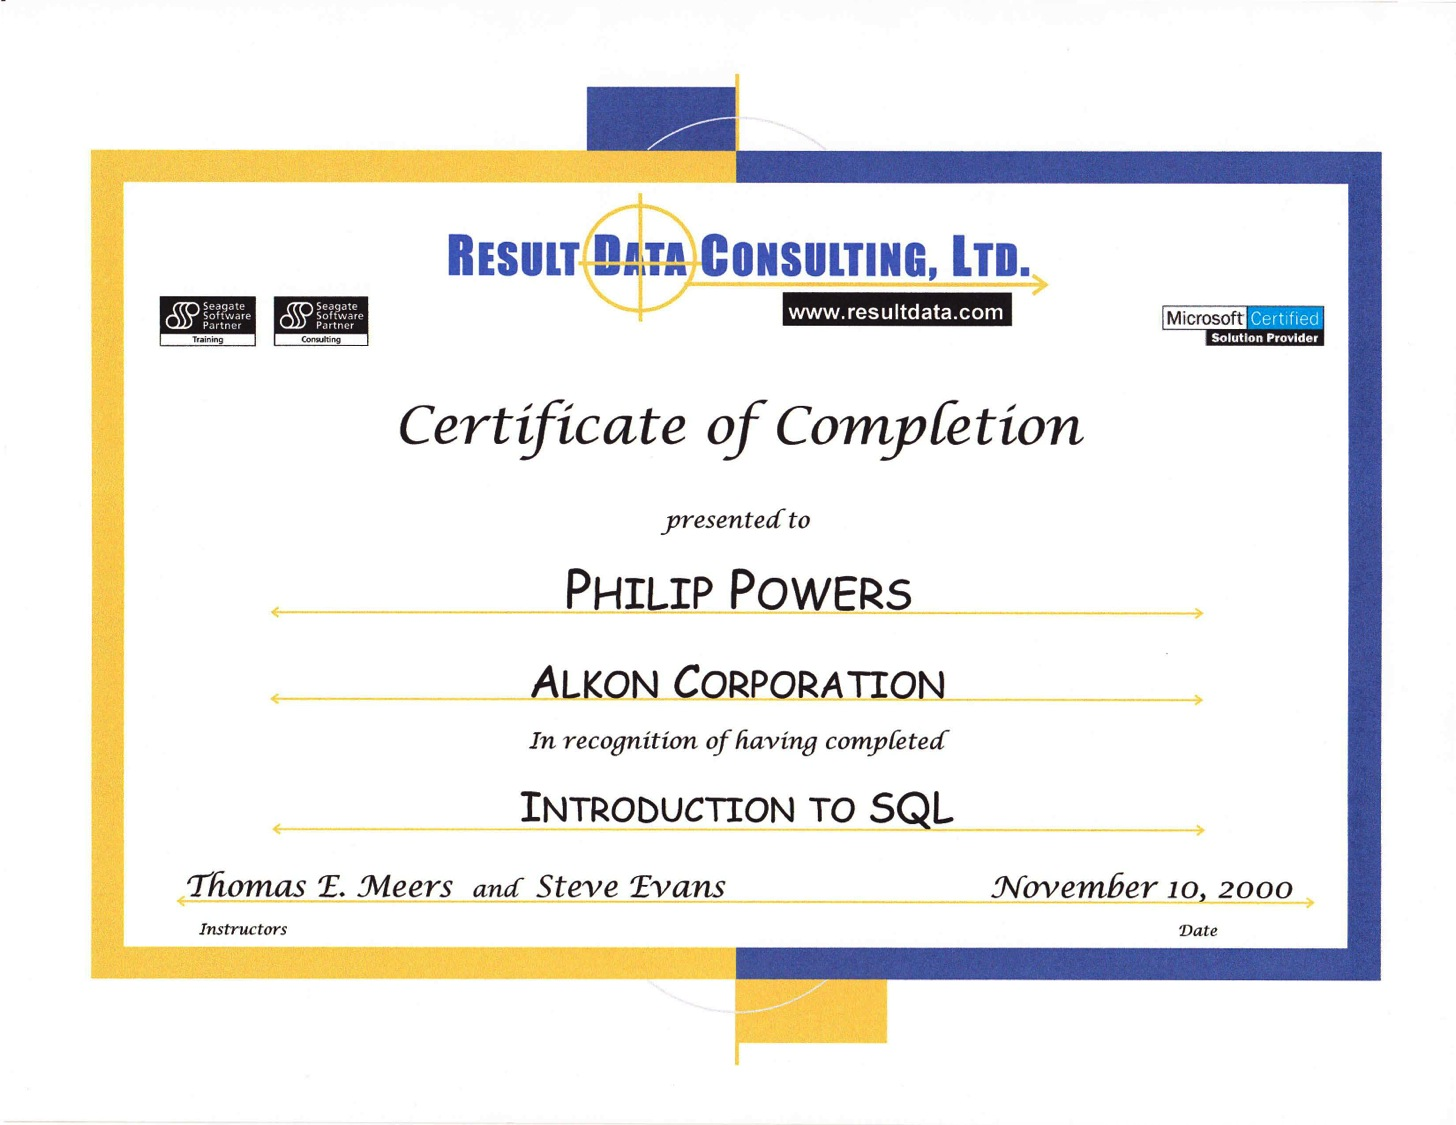 RESULT DATA CONSULTING, LTD.
www.resultdata.com
Seagate
Software
Partner
Training
Seagate
Software
Partner
Consulting
Microsoft Certified
Solution Provider
Certificate of Completion
presented to
PHILIP POWERS
ALKON CORPORATION
In recognition of having completed
INTRODUCTION TO SQL
Thomas E. Meers and Steve Evans
November 10, 2000
Instructors
Date